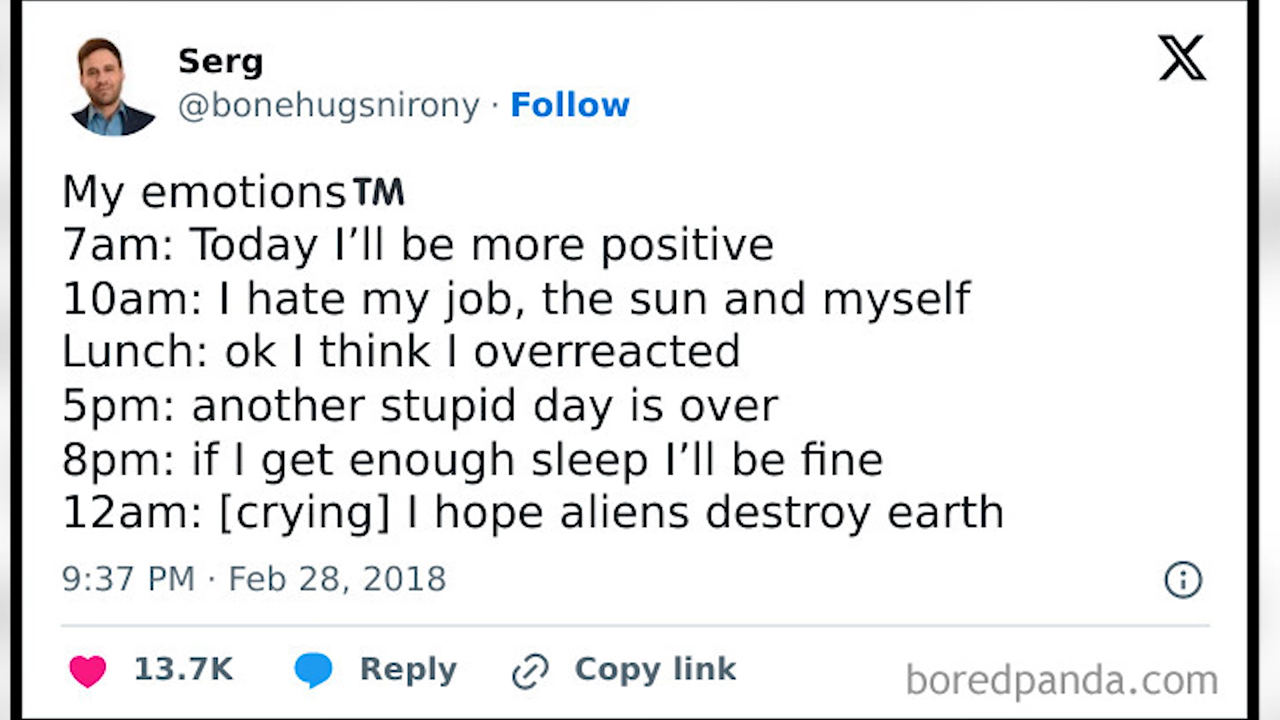 Serg
@bonehugsnirony · Follow
My emotions™
7am: Today I’ll be more positive
10am: I hate my job, the sun and myself
Lunch: ok I think I overreacted
5pm: another stupid day is over
8pm: if I get enough sleep I’ll be fine
12am: [crying] I hope aliens destroy earth
9:37 PM · Feb 28, 2018
13.7K Reply Copy link
boredpanda.com